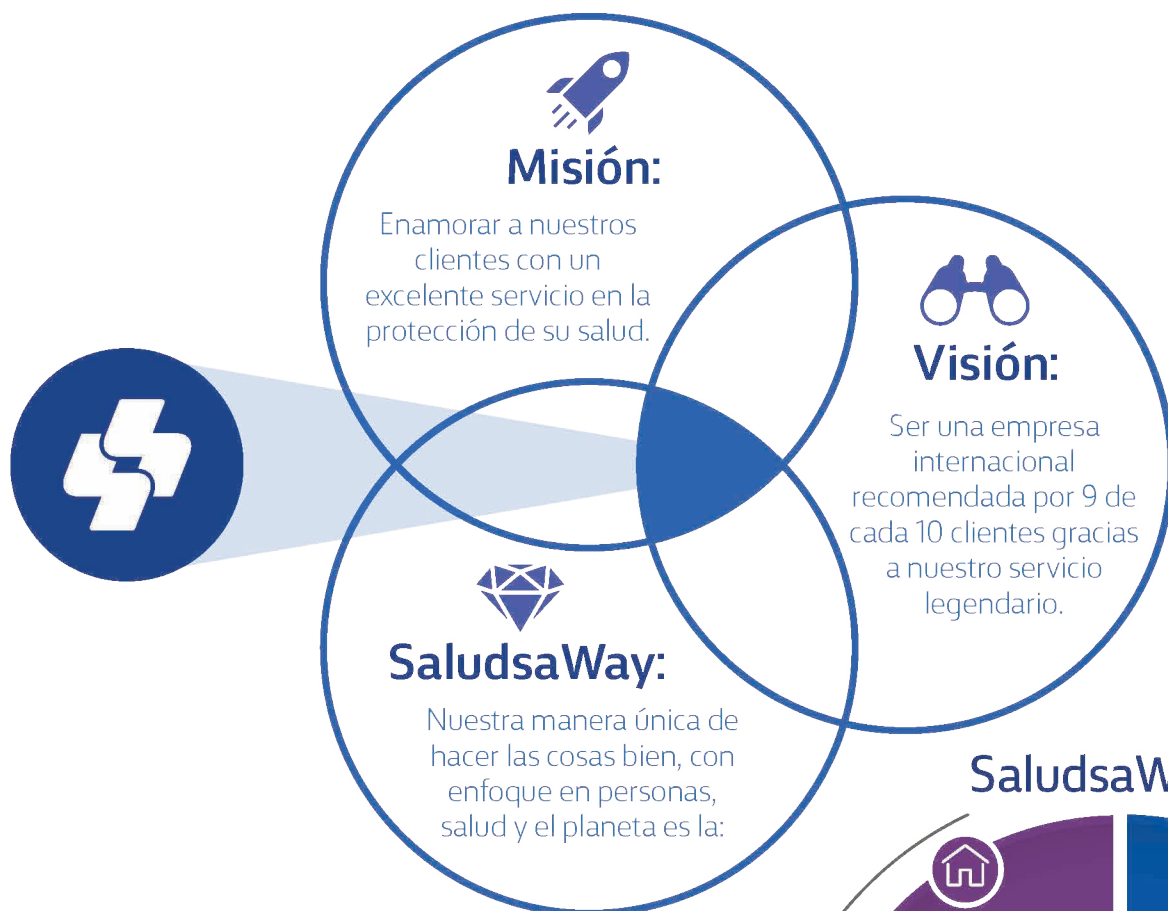 Misión:
Enamorar a nuestros
clientes con un
excelente servicio en la
protección de su salud.
Visión:
Ser una empresa
internacional
recomendada por 9 de
cada 10 clientes gracias
a nuestro servicio
legendario.
SaludsaWay:
Nuestra manera única de
hacer las cosas bien, con
enfoque en personas,
salud y el planeta es la:
SaludsaW